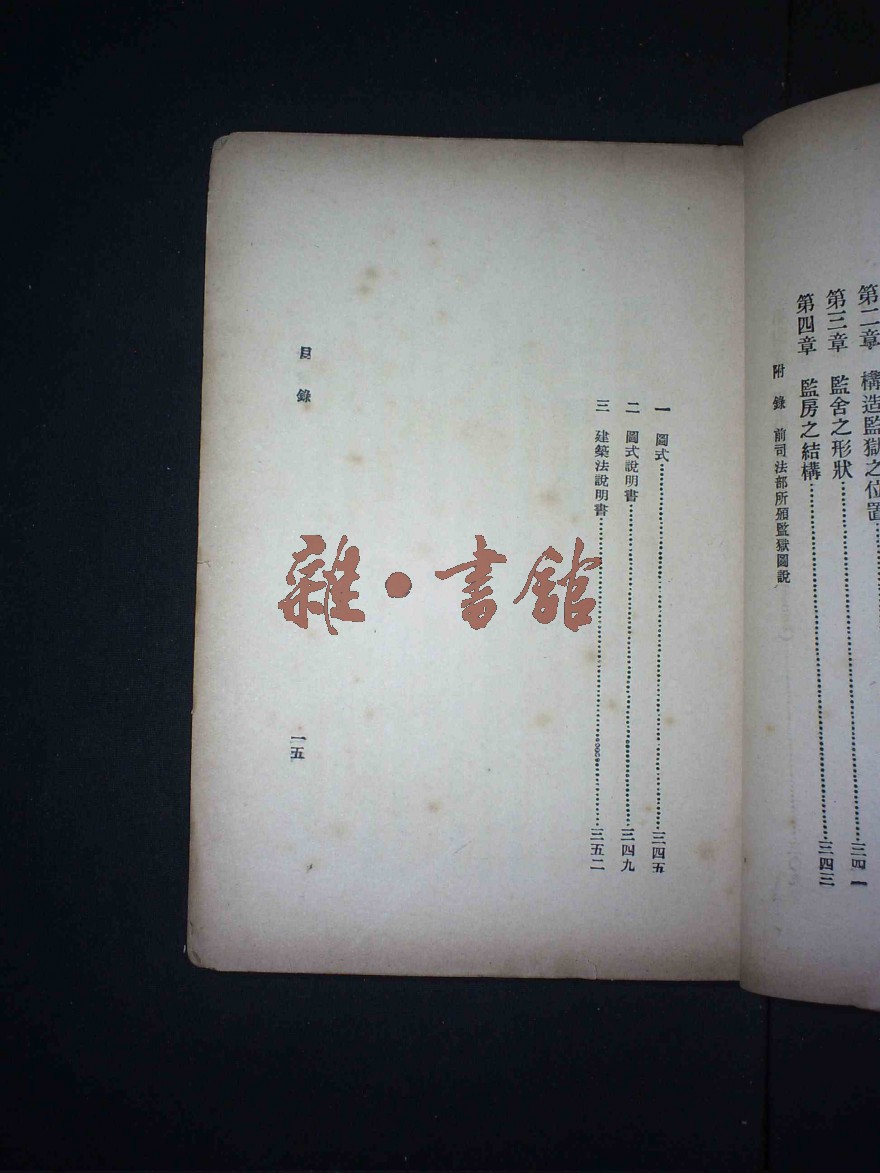 第二章　構造監獄之位置
第三章　監舍之形狀⋯⋯三四一
第四章　監房之結構⋯⋯三四三
附錄　前司法部所頒監獄圖說
一　圖式⋯⋯三四五
二　圖式說明書⋯⋯三四九
三　建築法說明書⋯⋯三五二
目錄
一五
雜·書館